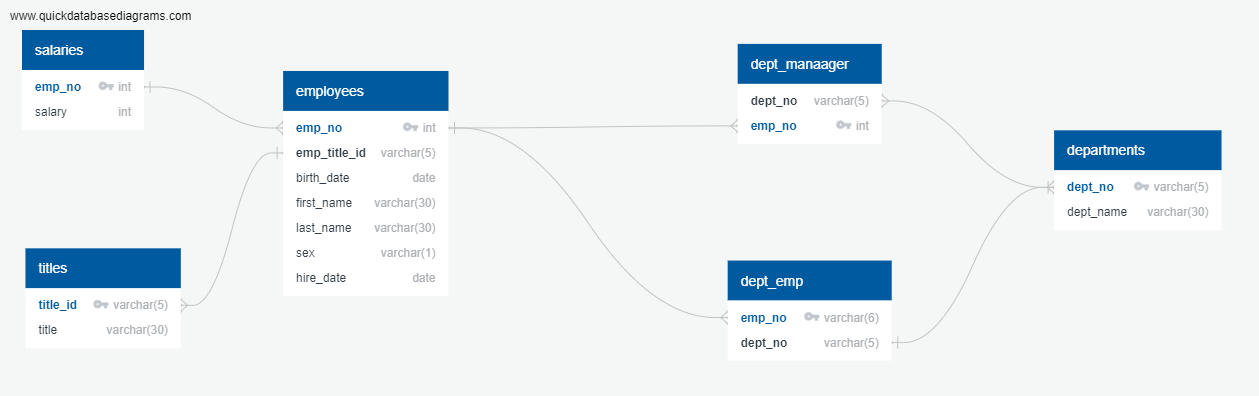 www.quickdatabasediagrams.com
salaries
emp_no int
salary int
employees
emp_no int
emp_title_id varchar(5)
birth_date date
first_name varchar(30)
last_name varchar(30)
sex varchar(1)
hire_date date
titles
title_id varchar(5)
title varchar(30)
dept_manaager
dept_no varchar(5)
emp_no int
dept_emp
emp_no varchar(6)
dept_no varchar(5)
departments
dept_no varchar(5)
dept_name varchar(30)